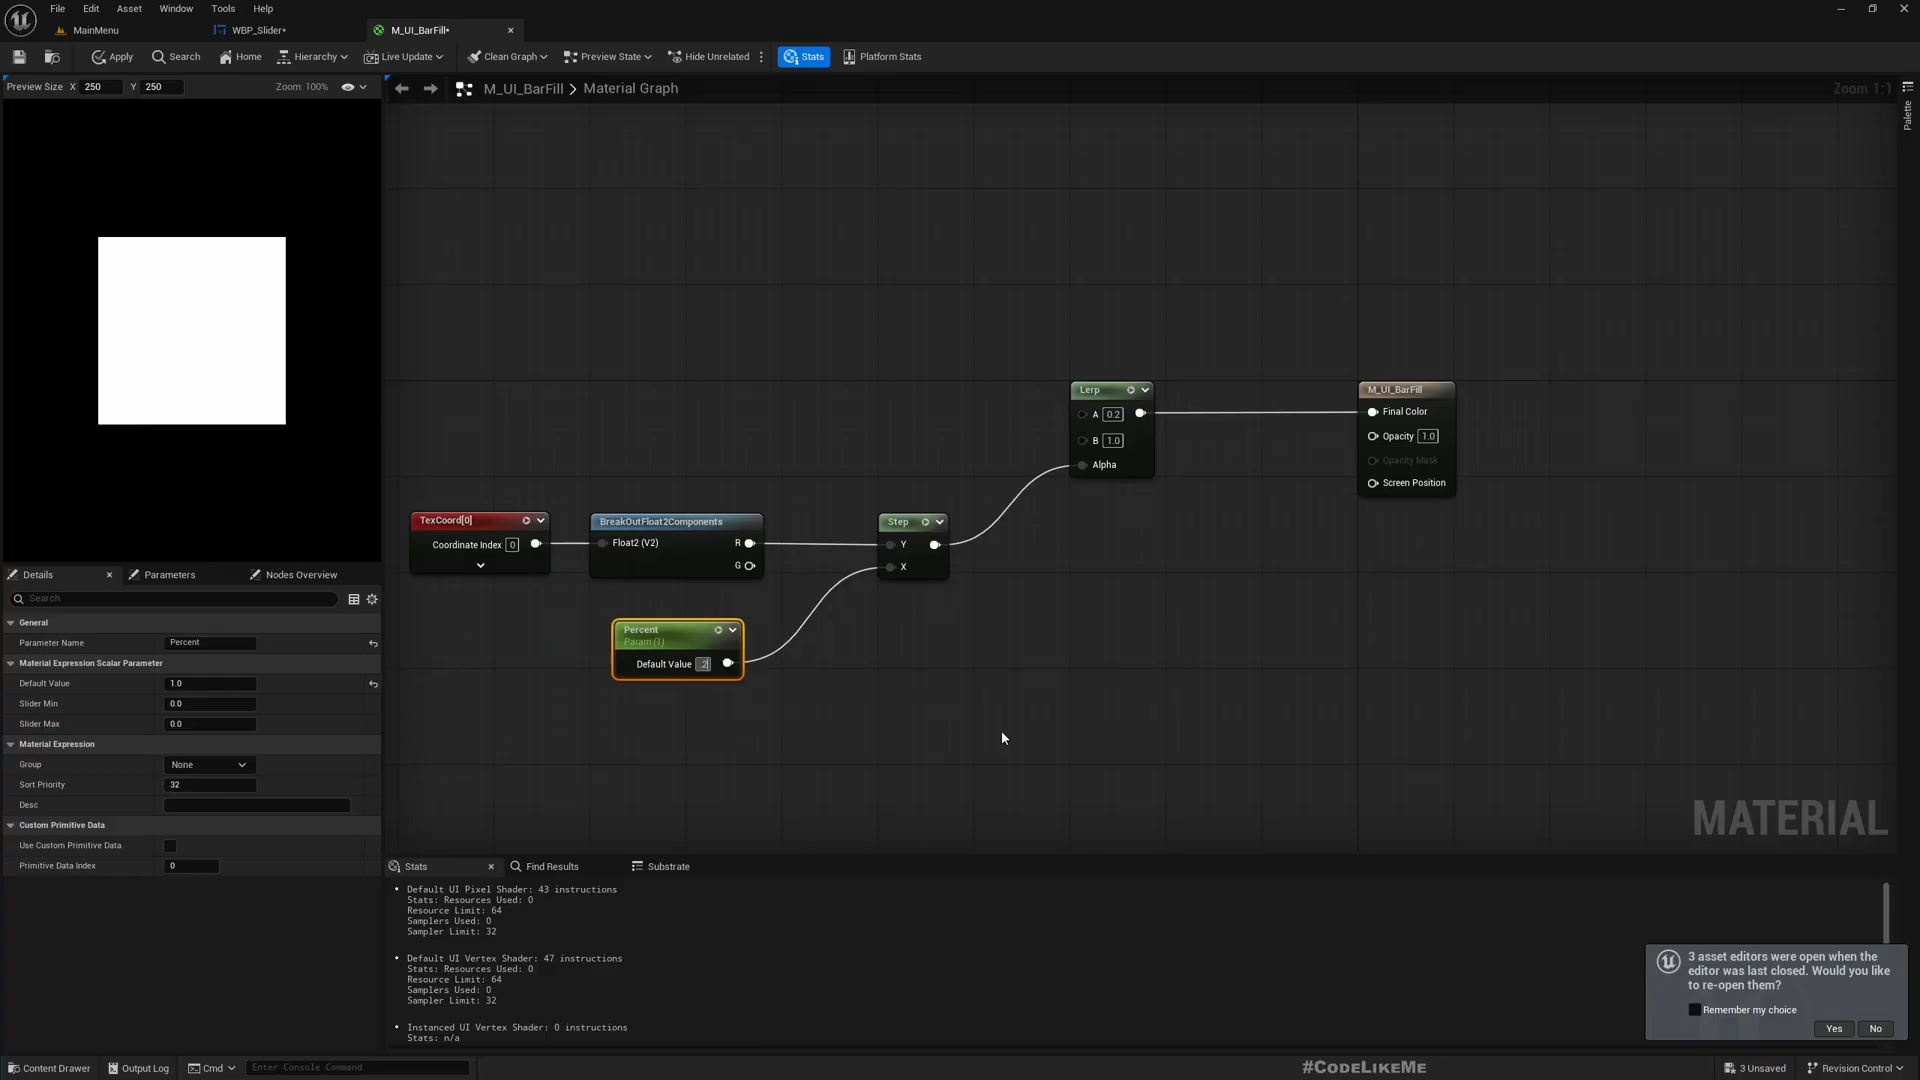 File Edit Asset Window Tools Help
MainMenu WBP_Slider• M_UI_BarFill•
Apply Search Home Hierarchy Live Update Clean Graph Preview State Hide Unrelated Stats Platform Stats
Preview Size X 250 Y 250 Zoom: 100%
M_UI_BarFill > Material Graph
Zoom 1:1
Palette
Lerp
A 0.2
B 1.0
Alpha
M_UI_BarFill
Final Color
Opacity 1.0
Opacity Mask
Screen Position
TexCoord[0]
Coordinate Index 0
BreakOutFloat2Components
Float2 (V2) R
G
Step
Y
X
Percent
Param (1)
Default Value .2
MATERIAL
Details Parameters Nodes Overview
Search
General
Parameter Name Percent
Material Expression Scalar Parameter
Default Value 1.0
Slider Min 0.0
Slider Max 0.0
Material Expression
Group None
Sort Priority 32
Desc
Custom Primitive Data
Use Custom Primitive Data
Primitive Data Index 0
Stats Find Results Substrate
• Default UI Pixel Shader: 43 instructions
Stats: Resources Used: 0
Resource Limit: 64
Samplers Used: 0
Sampler Limit: 32
• Default UI Vertex Shader: 47 instructions
Stats: Resources Used: 0
Resource Limit: 64
Samplers Used: 0
Sampler Limit: 32
• Instanced UI Vertex Shader: 0 instructions
Stats: n/a
3 asset editors were open when the
editor was last closed. Would you like
to re-open them?
Remember my choice
Yes No
Content Drawer Output Log Cmd Enter Console Command
#CODELIKEME
3 Unsaved Revision Control